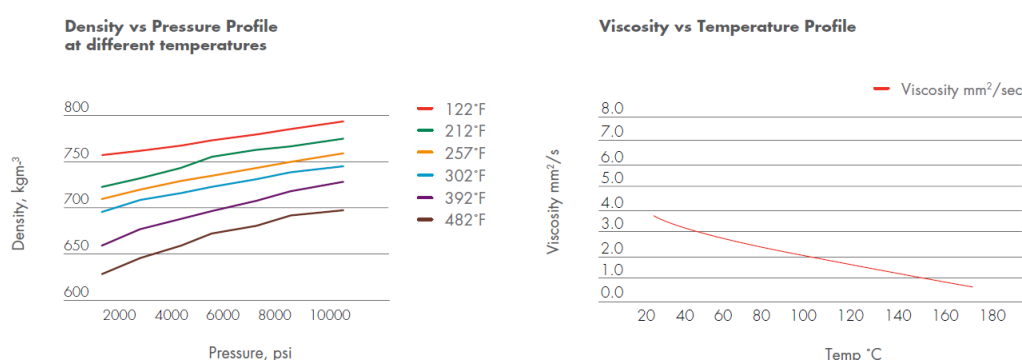 Density vs Pressure Profile
at different temperatures
800
750
700
650
600
Density, kgm³
2000 4000 6000 8000 10000
Pressure, psi
122°F
212°F
257°F
302°F
392°F
482°F
Viscosity vs Temperature Profile
Viscosity mm²/sec
8.0
7.0
6.0
5.0
4.0
3.0
2.0
1.0
0.0
Viscosity mm²/s
20 40 60 80 100 120 140 160 180
Temp °C